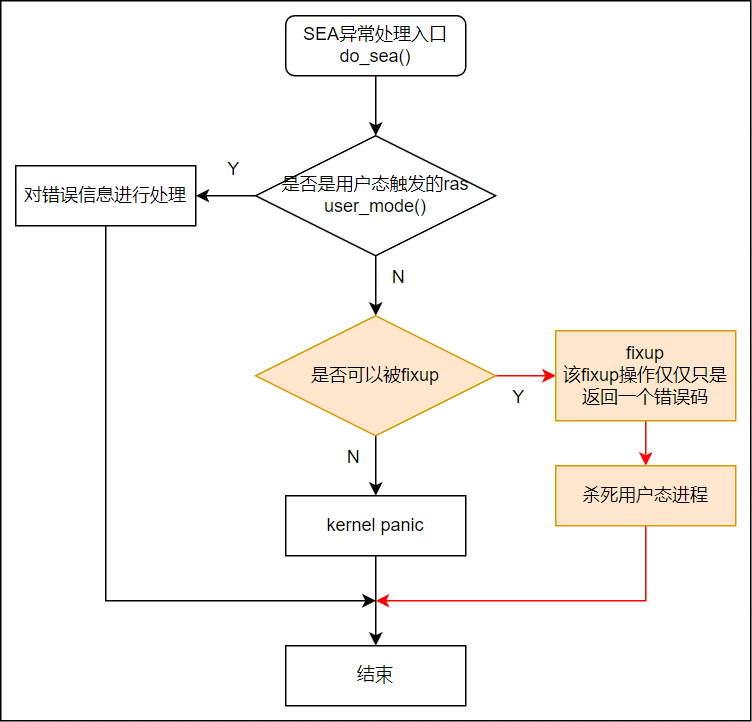 SEA异常处理入口
do_sea()
Y
对错误信息进行处理
是否是用户态触发的ras
user_mode()
N
是否可以被fixup
Y
fixup
该fixup操作仅仅只是
返回一个错误码
N
杀死用户态进程
kernel panic
结束